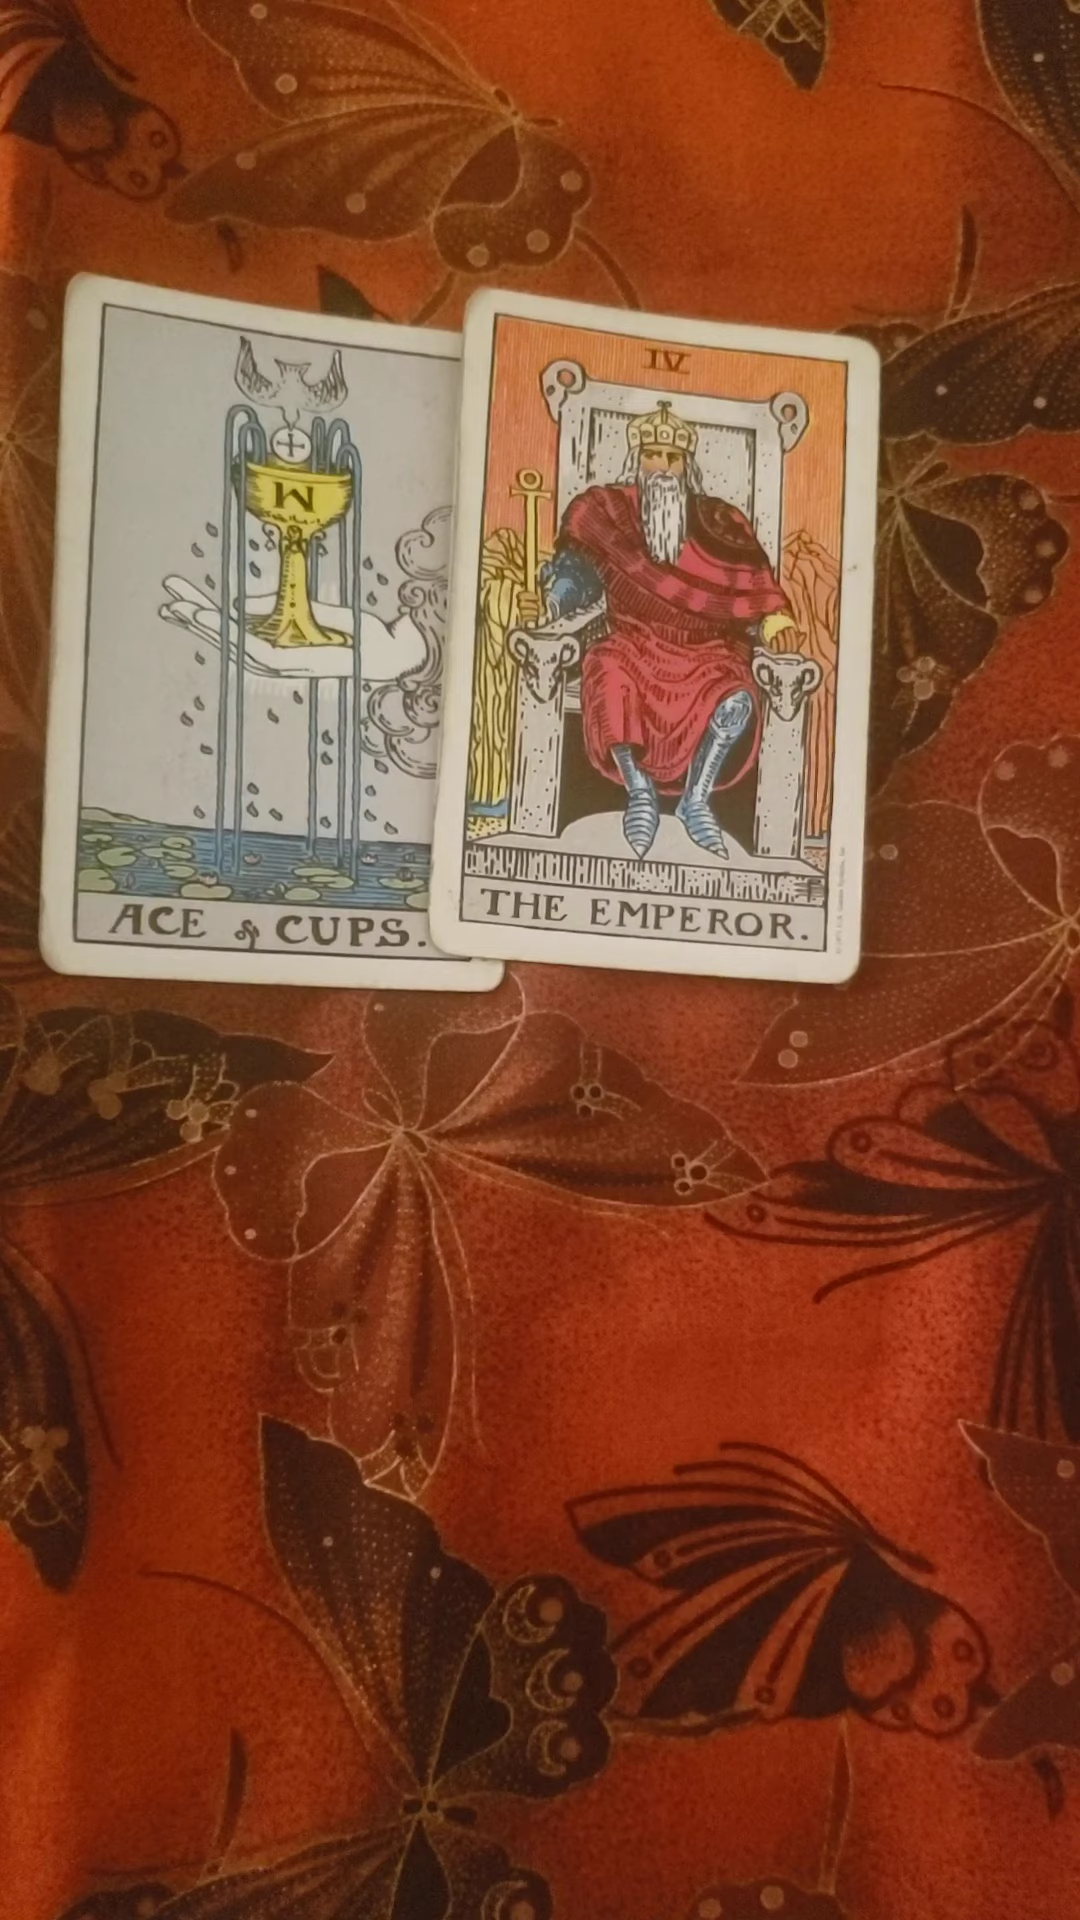 IV
W
ACE of CUPS.
THE EMPEROR.